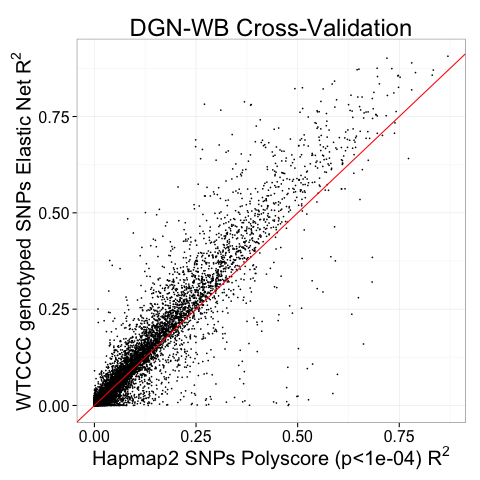 DGN-WB Cross-Validation
WTCCC genotyped SNPs Elastic Net R²
0.75
0.50
0.25
0.00
0.00 0.25 0.50 0.75
Hapmap2 SNPs Polyscore (p<1e-04) R²